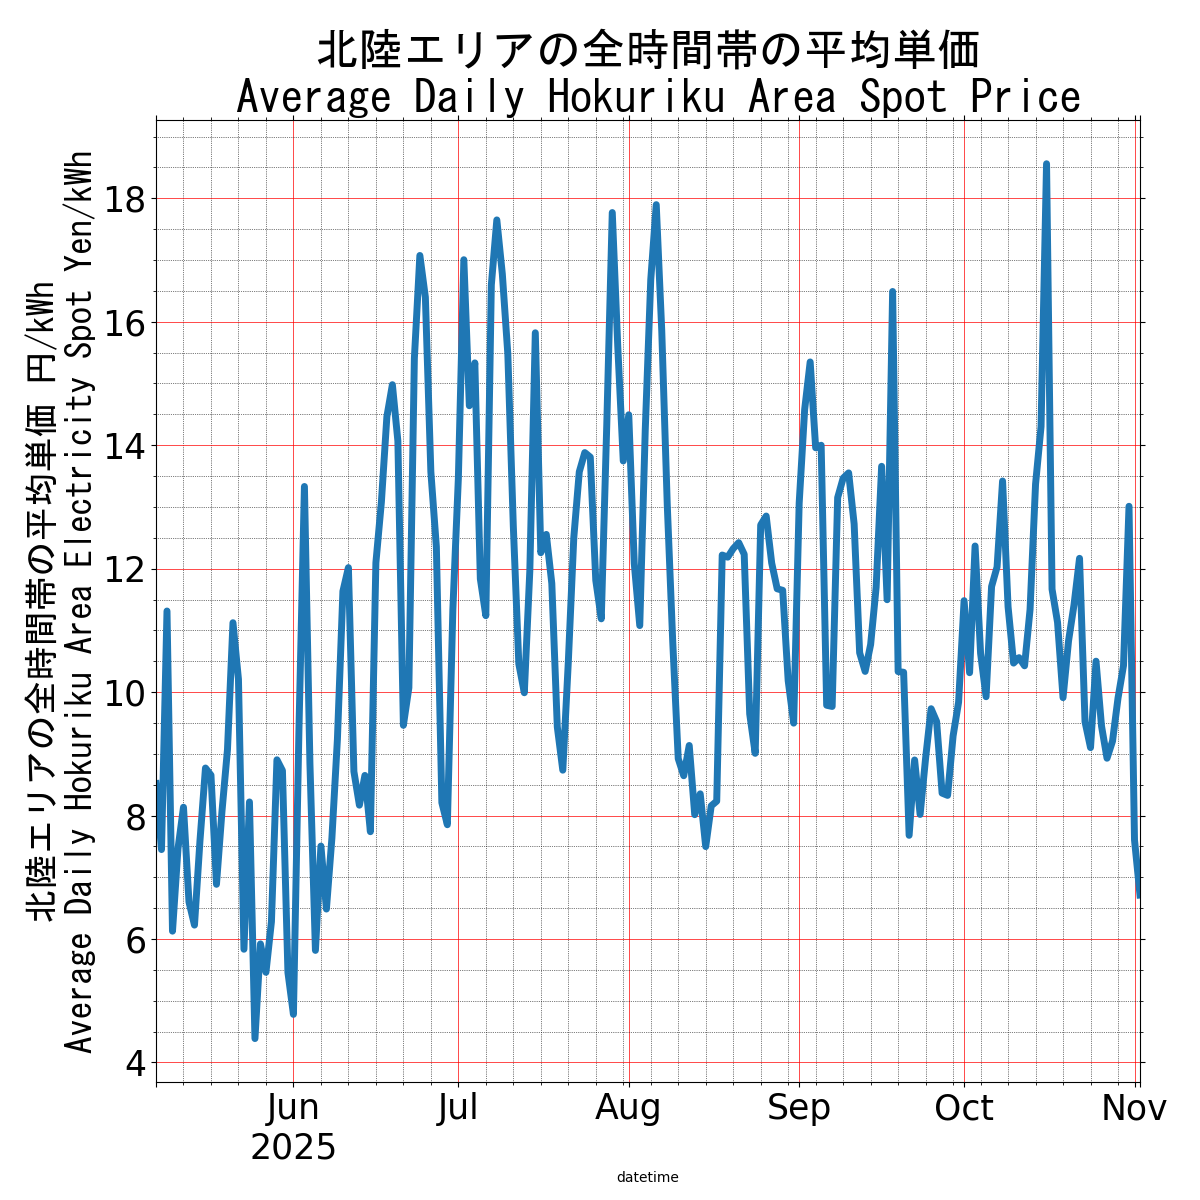 北陸エリアの全時間帯の平均単価
Average Daily Hokuriku Area Spot Price
北陸エリアの全時間帯の平均単価 円/kWh
Average Daily Hokuriku Area Electricity Spot Yen/kWh
18
16
14
12
10
8
6
4
Jun
2025
Jul
Aug
Sep
Oct
Nov
datetime